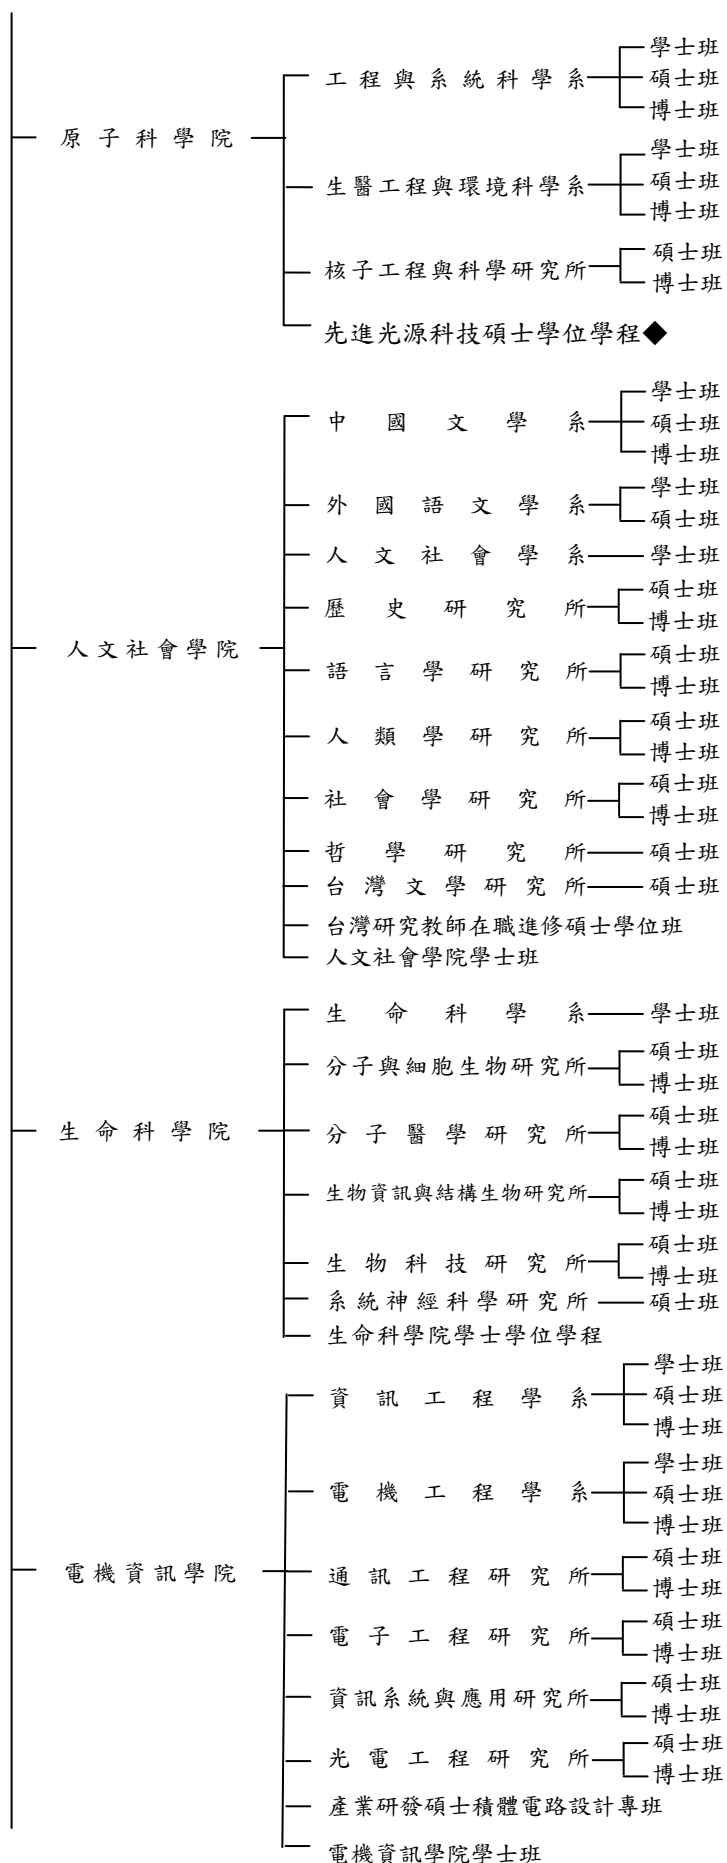 原子科學院
工程與系統科學系
學士班
碩士班
博士班
生醫工程與環境科學系
學士班
碩士班
博士班
核子工程與科學研究所
碩士班
博士班
先進光源科技碩士學位學程◆
人文社會學院
中國文學系
學士班
碩士班
博士班
外國語文學系
學士班
碩士班
人文社會學系
學士班
歷史研究所
碩士班
博士班
語言學研究所
碩士班
博士班
人類學研究所
碩士班
博士班
社會學研究所
碩士班
博士班
哲學研究所
碩士班
台灣文學研究所
碩士班
台灣研究教師在職進修碩士學位班
人文社會學院學士班
生命科學院
生命科學系
學士班
分子與細胞生物研究所
碩士班
博士班
分子醫學研究所
碩士班
博士班
生物資訊與結構生物研究所
碩士班
博士班
生物科技研究所
碩士班
博士班
系統神經科學研究所
碩士班
生命科學院學士學位學程
電機資訊學院
資訊工程學系
學士班
碩士班
博士班
電機工程學系
學士班
碩士班
博士班
通訊工程研究所
碩士班
博士班
電子工程研究所
碩士班
博士班
資訊系統與應用研究所
碩士班
博士班
光電工程研究所
碩士班
博士班
產業研發碩士積體電路設計專班
電機資訊學院學士班